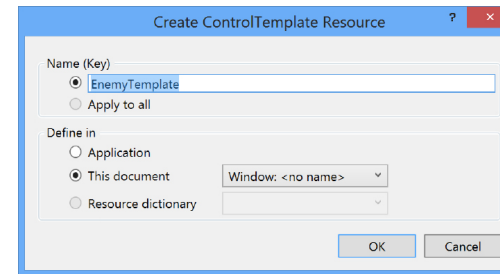 Create ControlTemplate Resource ? ×
Name (Key)
EnemyTemplate
Apply to all
Define in
Application
This document Window: <no name>
Resource dictionary
OK Cancel